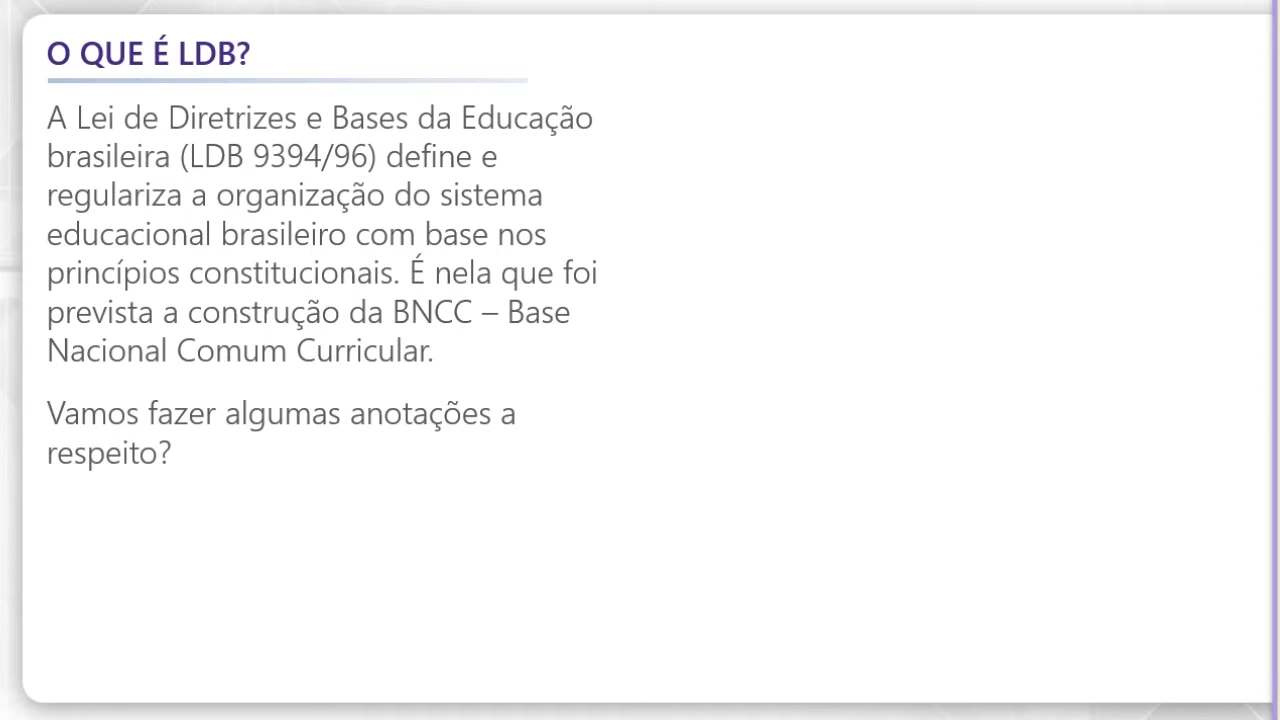 O QUE É LDB?
A Lei de Diretrizes e Bases da Educação
brasileira (LDB 9394/96) define e
regulariza a organização do sistema
educacional brasileiro com base nos
princípios constitucionais. É nela que foi
prevista a construção da BNCC – Base
Nacional Comum Curricular.
Vamos fazer algumas anotações a
respeito?